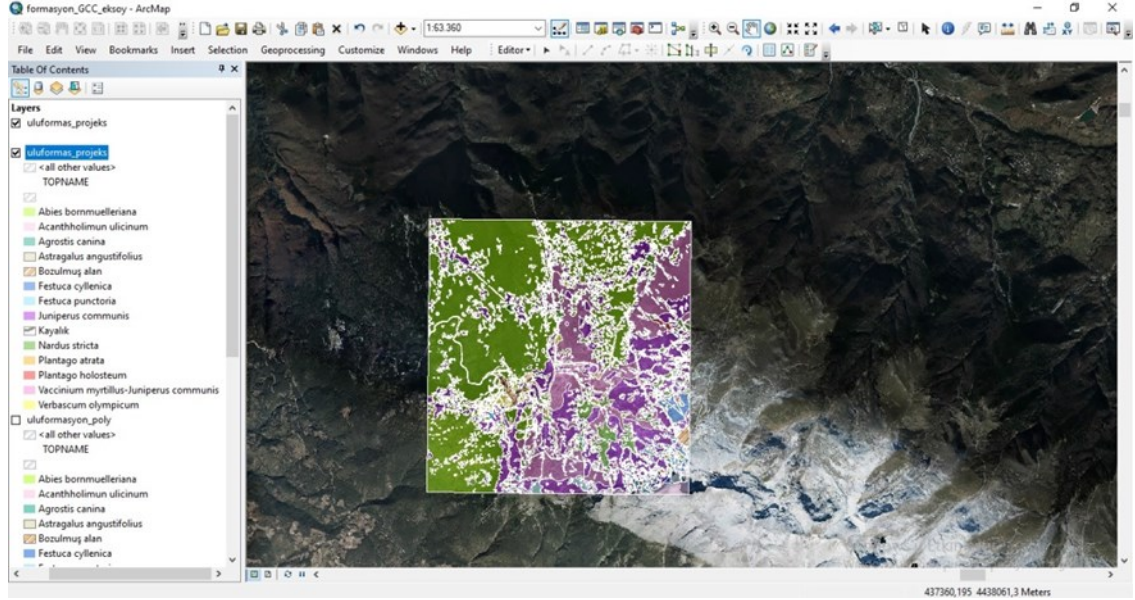 formasyon_GCC_eksoy - ArcMap
1:63.360
File Edit View Bookmarks Insert Selection Geoprocessing Customize Windows Help Editor
Table Of Contents
Layers
uluformas_projeks
uluformas_projeks
<all other values>
TOPNAME
Abies bornmuelleriana
Acanthholimun ulicinum
Agrostis canina
Astragalus angustifolius
Bozulmuş alan
Festuca cyllenica
Festuca punctoria
Juniperus communis
Kayalık
Nardus stricta
Plantago atrata
Plantago holosteum
Vaccinium myrtillus-Juniperus communis
Verbascum olympicum
uluformasyon_poly
<all other values>
TOPNAME
Abies bornmuelleriana
Acanthholimun ulicinum
Agrostis canina
Astragalus angustifolius
Bozulmuş alan
Festuca cyllenica
437360,195 4438061,3 Meters